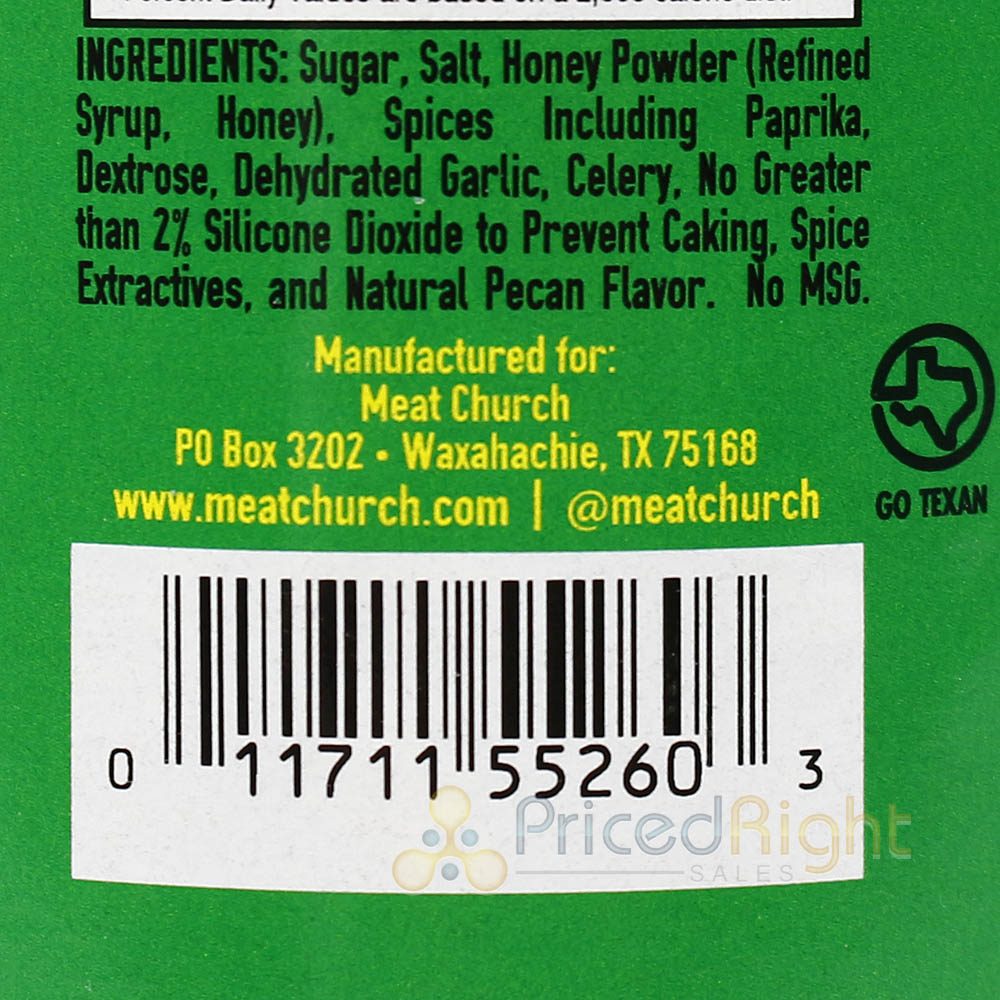 INGREDIENTS: Sugar, Salt, Honey Powder (Refined
Syrup, Honey), Spices Including Paprika,
Dextrose, Dehydrated Garlic, Celery, No Greater
than 2% Silicone Dioxide to Prevent Caking, Spice
Extractives, and Natural Pecan Flavor. No MSG.
Manufactured for:
Meat Church
PO Box 3202 • Waxahachie, TX 75168
www.meatchurch.com | @meatchurch
GO TEXAN
0 11711 55260 3
PricedRight
SALES